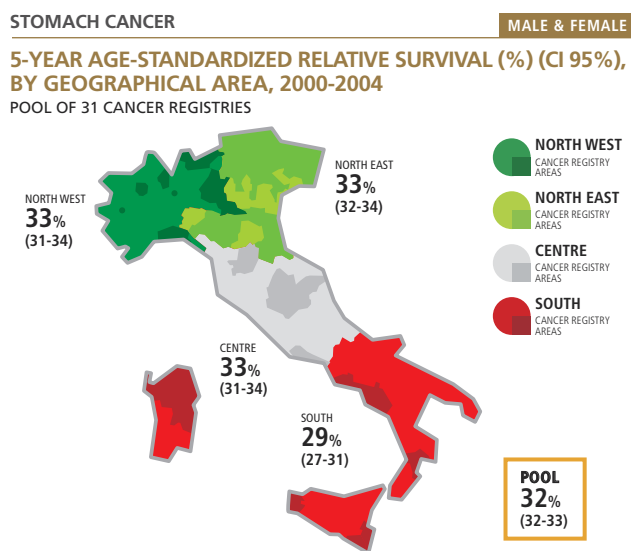 STOMACH CANCER
MALE & FEMALE
5-YEAR AGE-STANDARDIZED RELATIVE SURVIVAL (%) (CI 95%),
BY GEOGRAPHICAL AREA, 2000-2004
POOL OF 31 CANCER REGISTRIES
NORTH WEST
33%
(31-34)
NORTH EAST
33%
(32-34)
CENTRE
33%
(31-34)
SOUTH
29%
(27-31)
NORTH WEST
CANCER REGISTRY
AREAS
NORTH EAST
CANCER REGISTRY
AREAS
CENTRE
CANCER REGISTRY
AREAS
SOUTH
CANCER REGISTRY
AREAS
POOL
32%
(32-33)